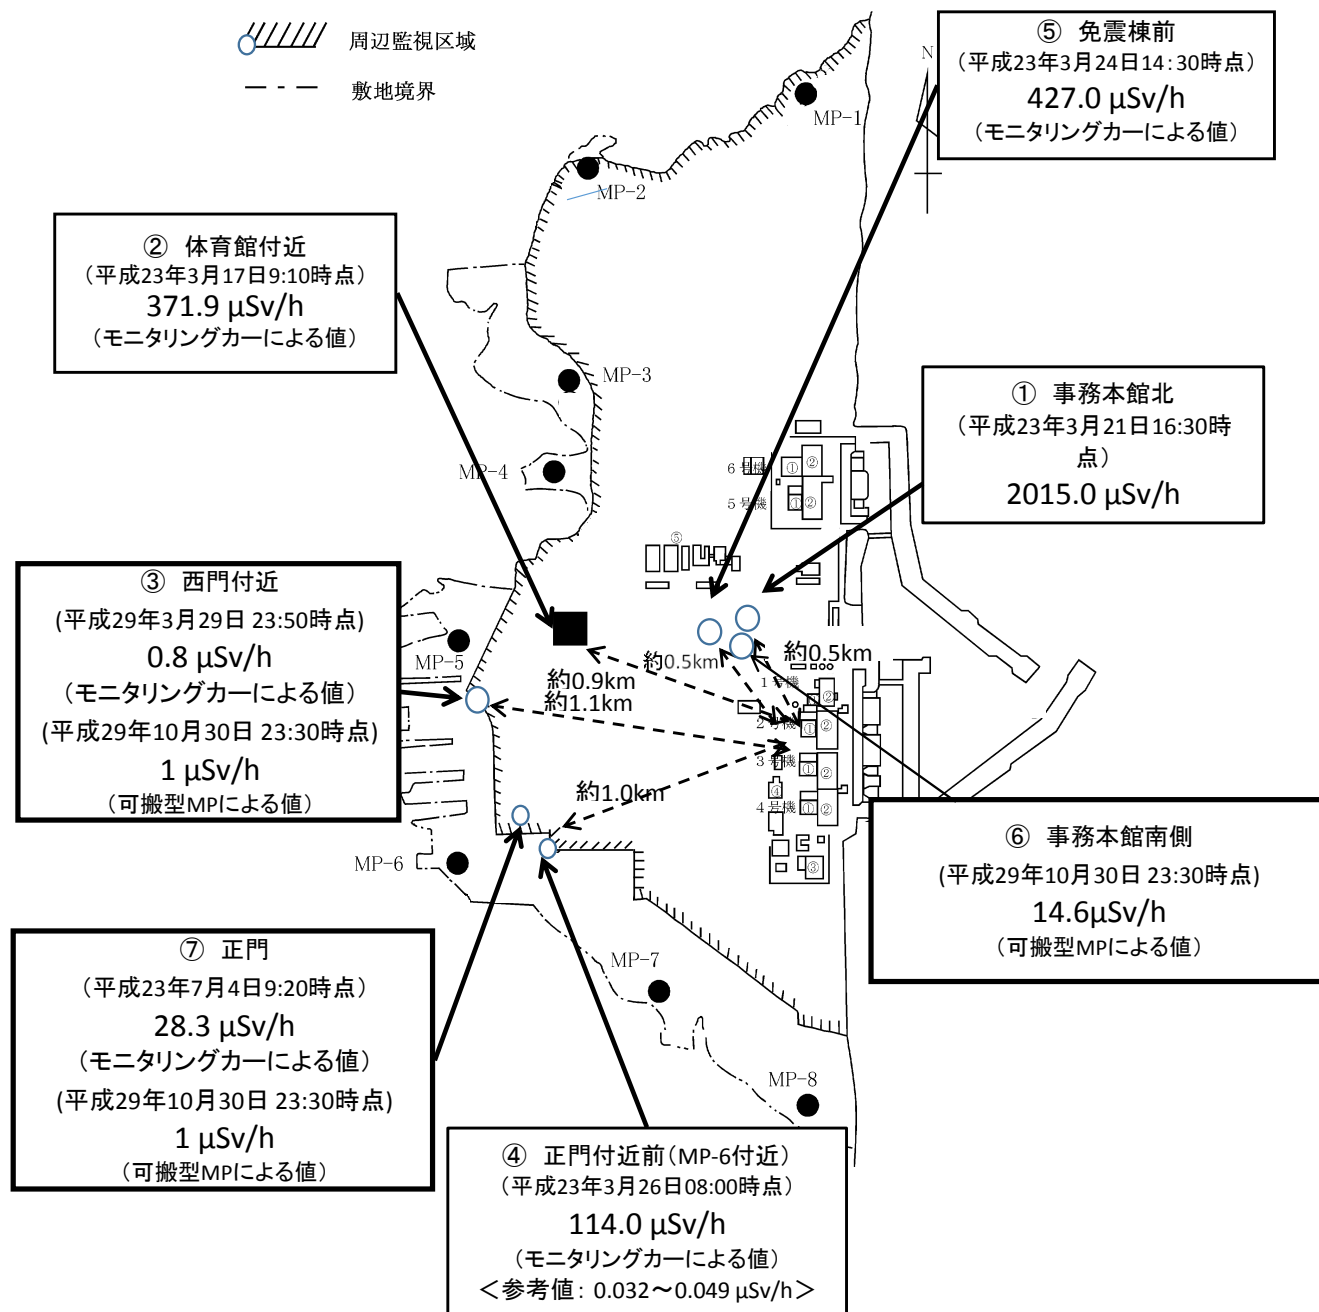 周辺監視区域
敷地境界
⑤ 免震棟前
(平成23年3月24日14:30時点)
427.0 μSv/h
(モニタリングカーによる値)
N
MP-1
MP-2
② 体育館付近
(平成23年3月17日9:10時点)
371.9 μSv/h
(モニタリングカーによる値)
MP-3
① 事務本館北
(平成23年3月21日16:30時
点)
2015.0 μSv/h
MP-4
6号機
①
②
5号機
①
②
⑤
③ 西門付近
(平成29年3月29日 23:50時点)
0.8 μSv/h
(モニタリングカーによる値)
(平成29年10月30日 23:30時点)
1 μSv/h
(可搬型MPによる値)
MP-5
約0.5km
約0.5km
約0.9km
約1.1km
1号機
②
2号機
①
②
3号機
①
②
④
4号機
①
②
③
約1.0km
⑥ 事務本館南側
(平成29年10月30日 23:30時点)
14.6μSv/h
(可搬型MPによる値)
MP-6
⑦ 正門
(平成23年7月4日9:20時点)
28.3 μSv/h
(モニタリングカーによる値)
(平成29年10月30日 23:30時点)
1 μSv/h
(可搬型MPによる値)
MP-7
MP-8
④ 正門付近前(MP-6付近)
(平成23年3月26日08:00時点)
114.0 μSv/h
(モニタリングカーによる値)
<参考値: 0.032~0.049 μSv/h>